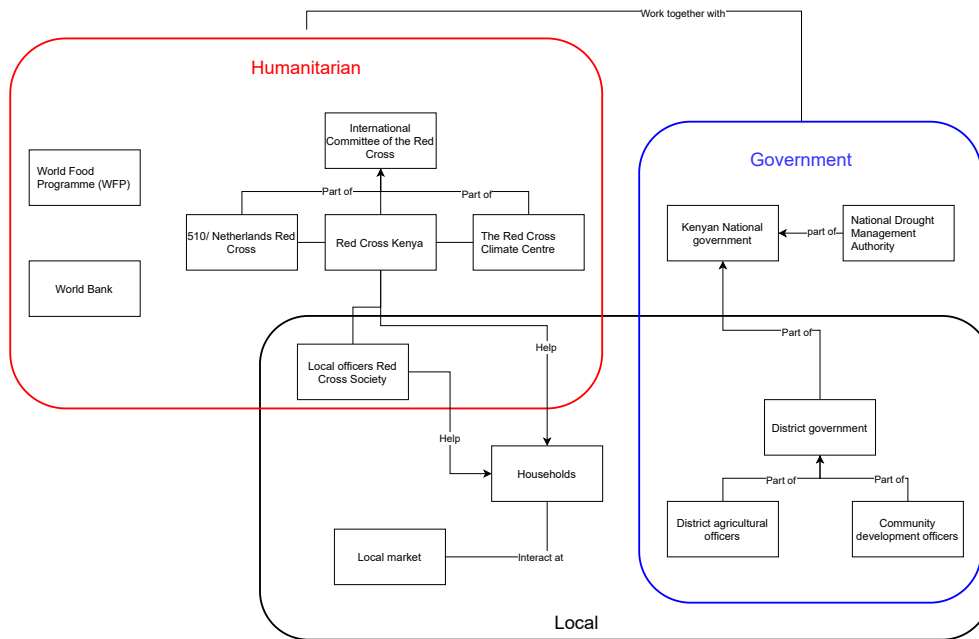 Work together with
Humanitarian
International
Committee of the Red
Cross
World Food
Programme (WFP)
Government
Part of
Part of
510/ Netherlands Red
Cross
Red Cross Kenya
The Red Cross
Climate Centre
Kenyan National
government
part of
National Drought
Management
Authority
World Bank
Part of
Help
Local officers Red
Cross Society
District government
Help
Households
Part of
Part of
District agricultural
officers
Community
development officers
Local market
Interact at
Local